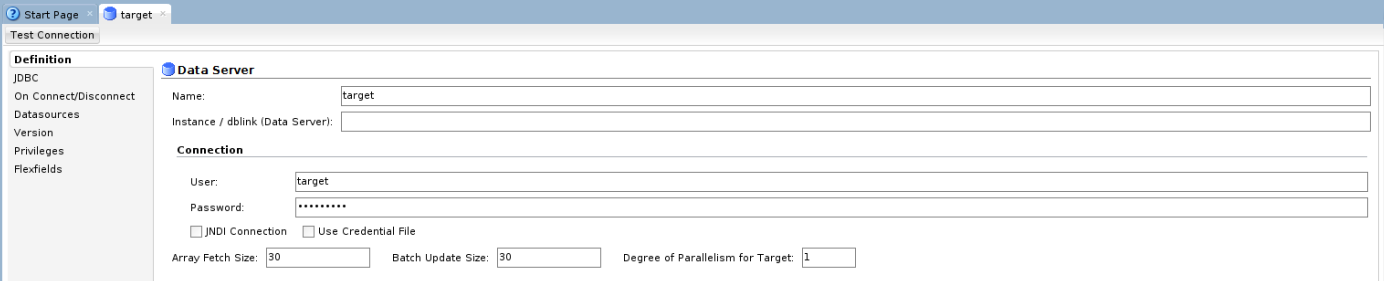 Start Page
target
Test Connection
Definition
JDBC
On Connect/Disconnect
Datasources
Version
Privileges
Flexfields
Data Server
Name: target
Instance / dblink (Data Server):
Connection
User: target
Password: •••••••••
JNDI Connection Use Credential File
Array Fetch Size: 30 Batch Update Size: 30 Degree of Parallelism for Target: 1